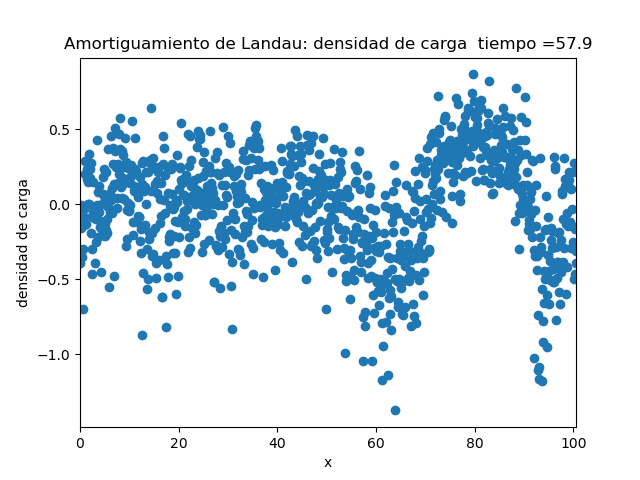 Amortiguamiento de Landau: densidad de carga  tiempo =57.9
densidad de carga
0.5
0.0
−0.5
−1.0
0 20 40 60 80 100
x